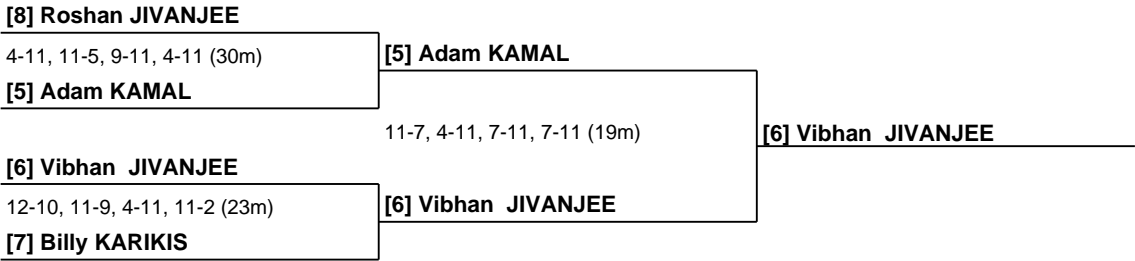 [8] Roshan JIVANJEE
4-11, 11-5, 9-11, 4-11 (30m)
[5] Adam KAMAL
[5] Adam KAMAL
11-7, 4-11, 7-11, 7-11 (19m)
[6] Vibhan  JIVANJEE
[6] Vibhan  JIVANJEE
12-10, 11-9, 4-11, 11-2 (23m)
[6] Vibhan  JIVANJEE
[7] Billy KARIKIS